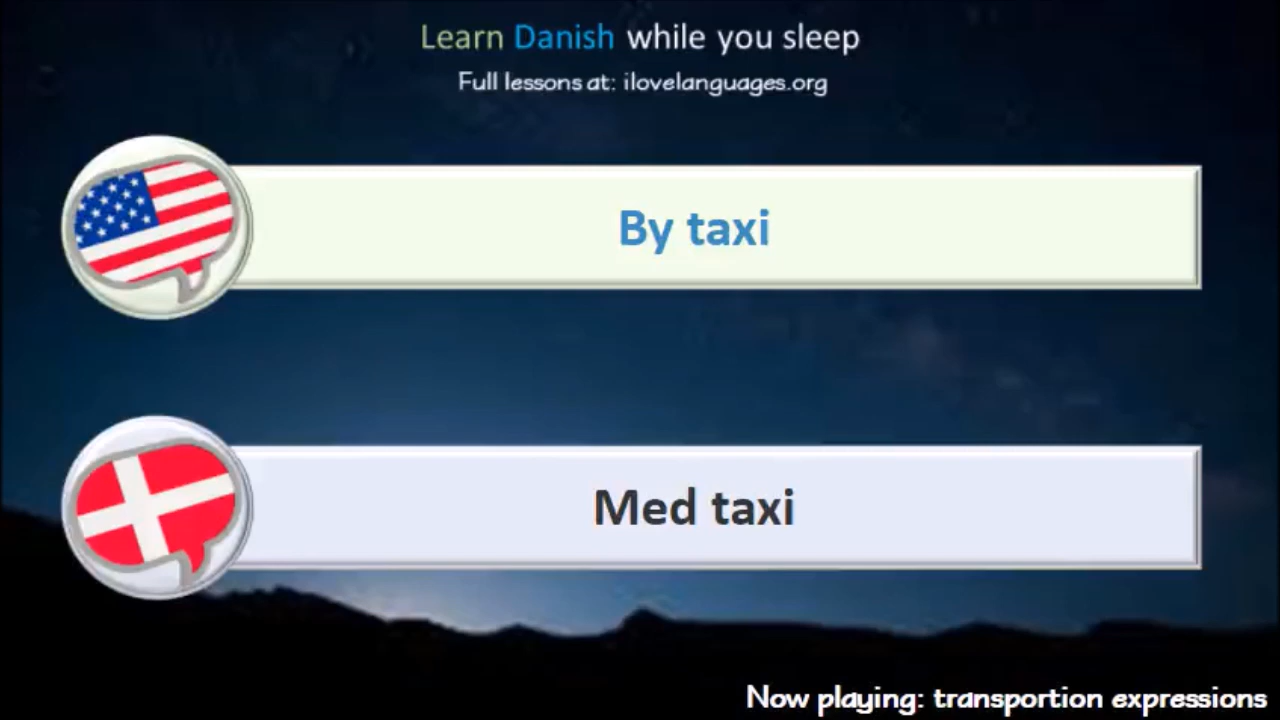 Learn Danish while you sleep
Full lessons at: ilovelanguages.org
By taxi
Med taxi
Now playing: transportion expressions